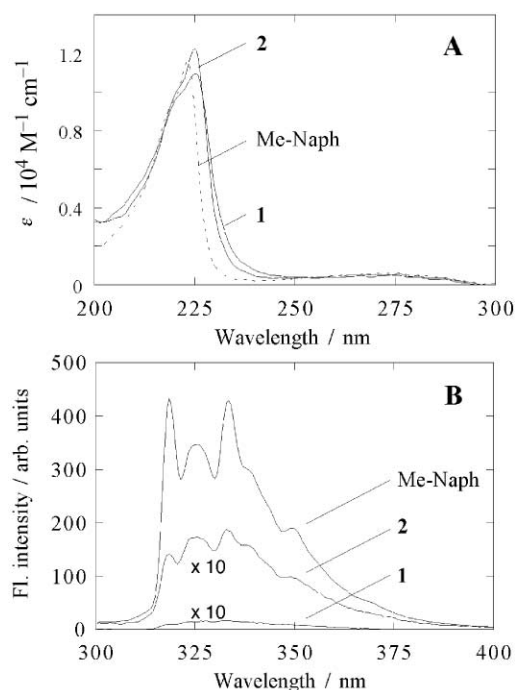 A
2
Me-Naph
1
ε / 10⁴ M⁻¹ cm⁻¹
1.2
0.8
0.4
0
200 225 250 275 300
Wavelength / nm
B
Me-Naph
2
1
x 10
x 10
Fl. intensity / arb. units
500
400
300
200
100
0
300 325 350 375 400
Wavelength / nm